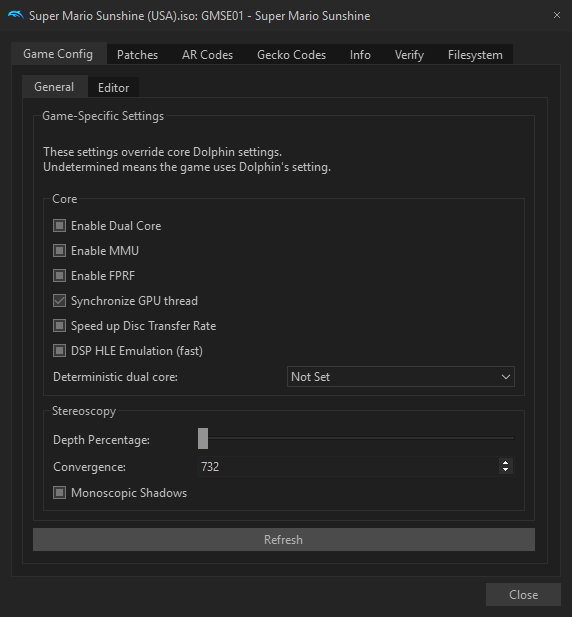 Super Mario Sunshine (USA).iso: GMSE01 - Super Mario Sunshine
Game Config Patches AR Codes Gecko Codes Info Verify Filesystem
General Editor
Game-Specific Settings
These settings override core Dolphin settings.
Undetermined means the game uses Dolphin's setting.
Core
Enable Dual Core
Enable MMU
Enable FPRF
Synchronize GPU thread
Speed up Disc Transfer Rate
DSP HLE Emulation (fast)
Deterministic dual core: Not Set
Stereoscopy
Depth Percentage:
Convergence: 732
Monoscopic Shadows
Refresh
Close